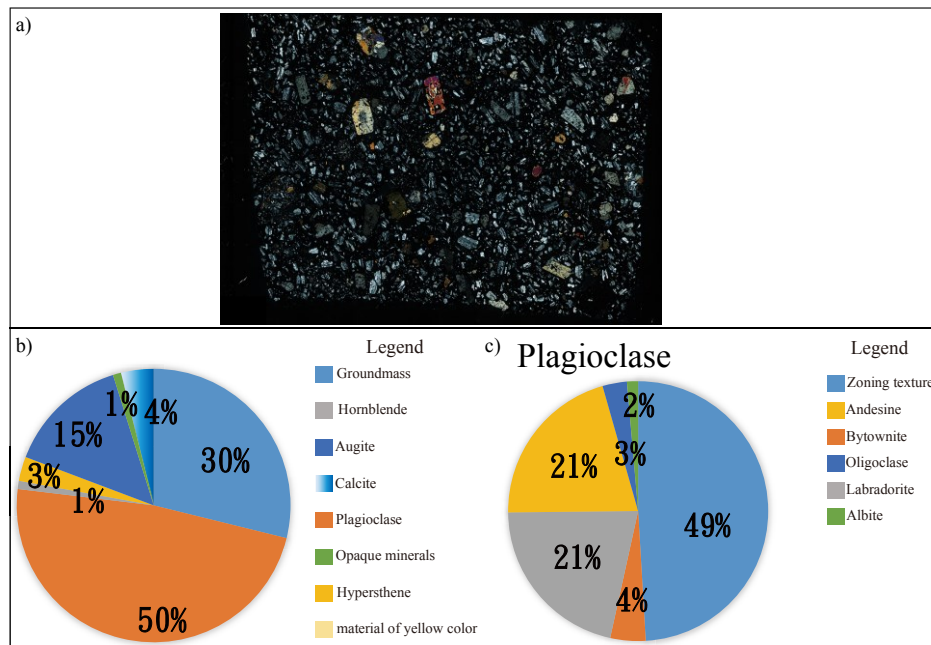 a)
b)
Legend
Groundmass
Hornblende
Augite
Calcite
Plagioclase
Opaque minerals
Hypersthene
material of yellow color
30%
50%
1%
3%
15%
1%
4%
c)
Plagioclase
Legend
Zoning texture
Andesine
Bytownite
Oligoclase
Labradorite
Albite
49%
4%
21%
21%
3%
2%